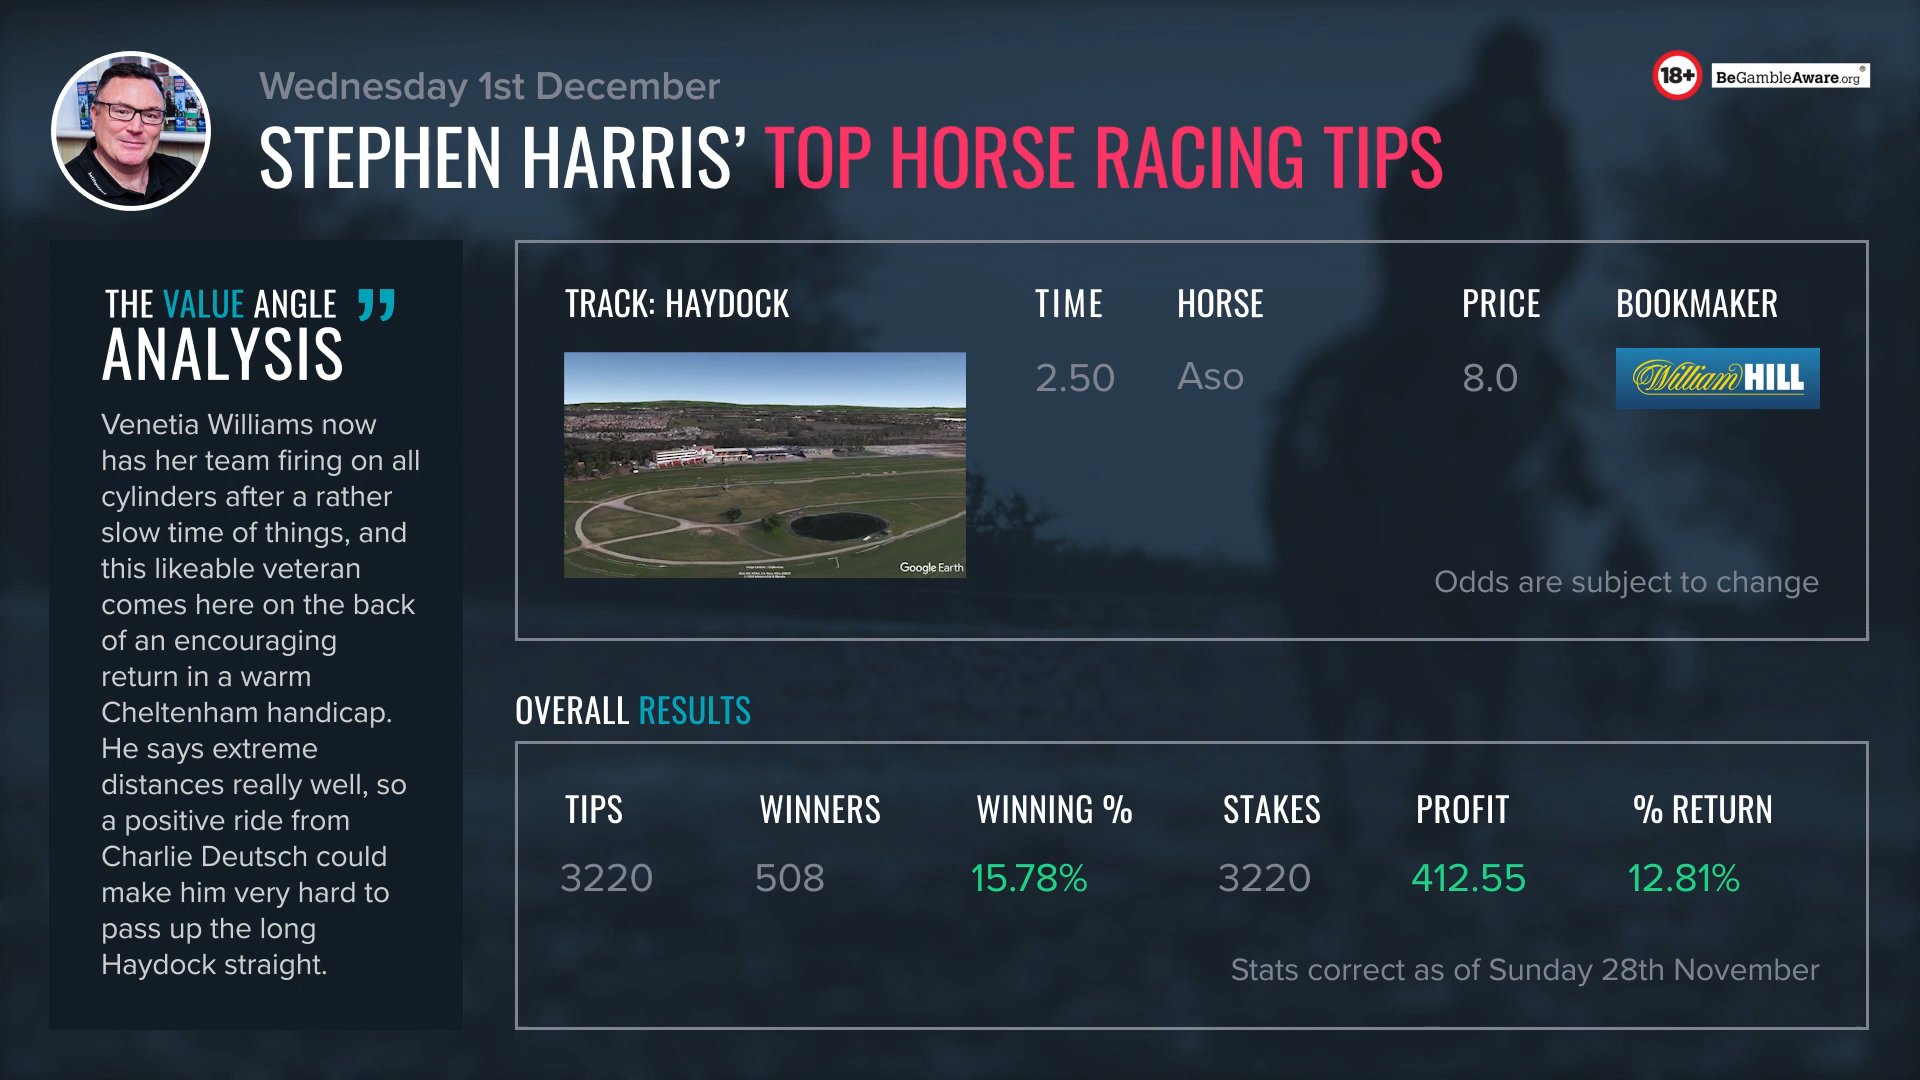 Wednesday 1st December
STEPHEN HARRIS’ TOP HORSE RACING TIPS
18+
BeGambleAware.org®
THE VALUE ANGLE ”
ANALYSIS
Venetia Williams now
has her team firing on all
cylinders after a rather
slow time of things, and
this likeable veteran
comes here on the back
of an encouraging
return in a warm
Cheltenham handicap.
He says extreme
distances really well, so
a positive ride from
Charlie Deutsch could
make him very hard to
pass up the long
Haydock straight.
TRACK: HAYDOCK TIME HORSE PRICE BOOKMAKER
2.50 Aso 8.0 William HILL
Google Earth
Odds are subject to change
OVERALL RESULTS
TIPS WINNERS WINNING % STAKES PROFIT % RETURN
3220 508 15.78% 3220 412.55 12.81%
Stats correct as of Sunday 28th November